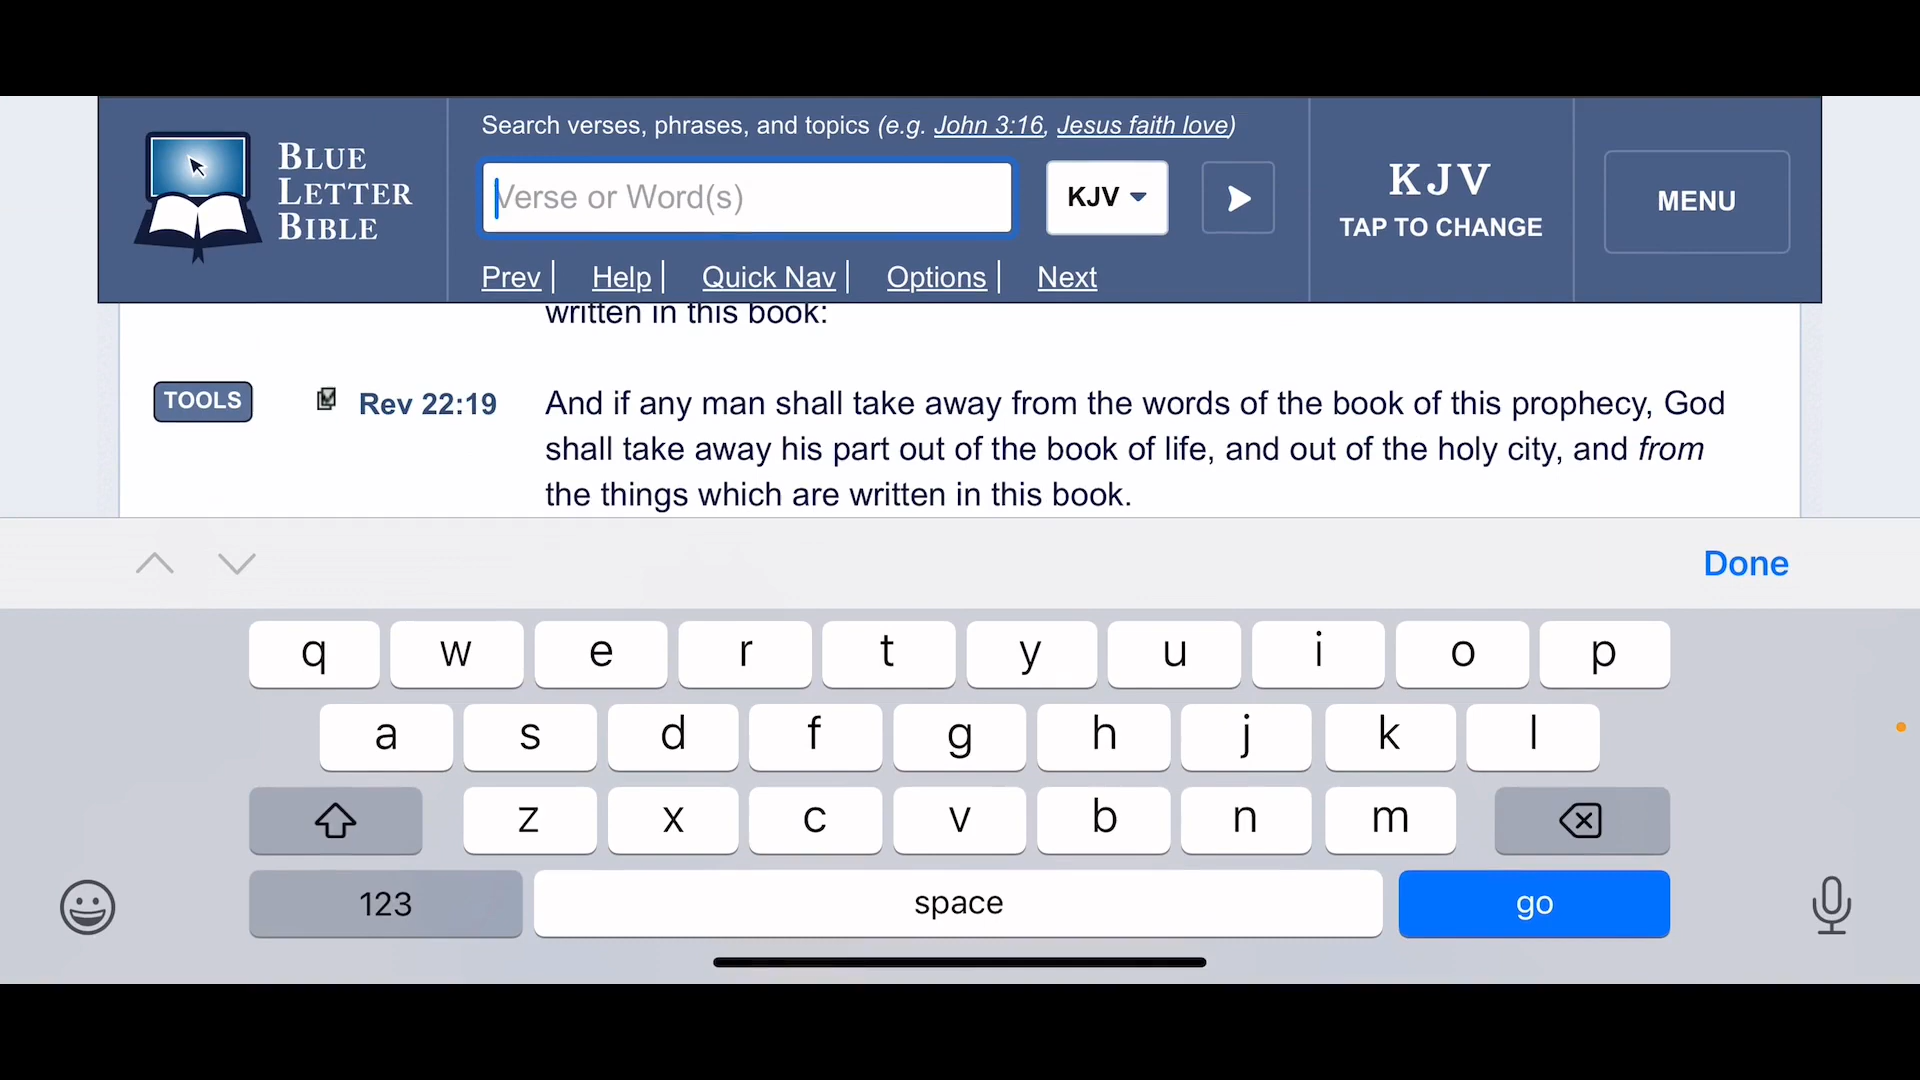 BLUE
LETTER
BIBLE
Search verses, phrases, and topics (e.g. John 3:16, Jesus faith love)
Verse or Word(s)
KJV
KJV
TAP TO CHANGE
MENU
Prev | Help | Quick Nav | Options | Next
written in this book:
TOOLS
Rev 22:19
And if any man shall take away from the words of the book of this prophecy, God
shall take away his part out of the book of life, and out of the holy city, and from
the things which are written in this book.
Done
q w e r t y u i o p
a s d f g h j k l
z x c v b n m
123 space go